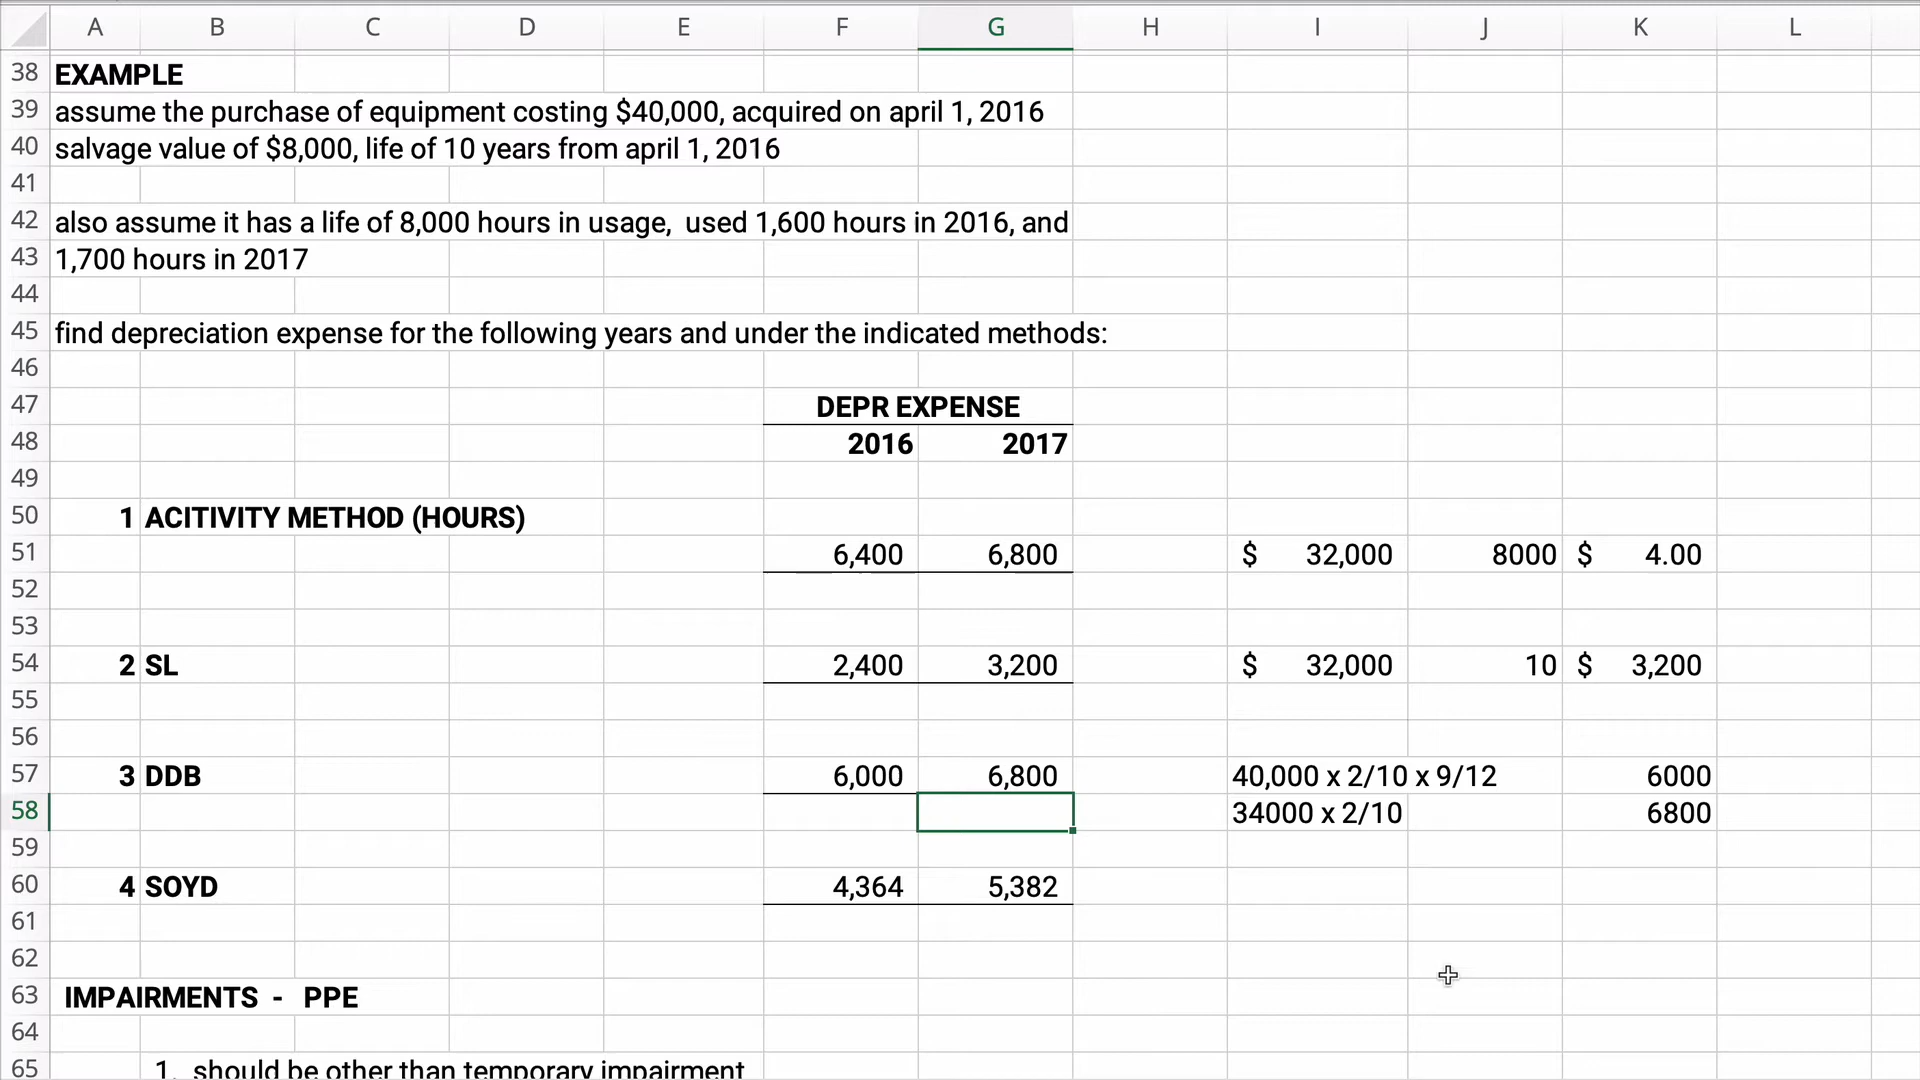 A B C D E F G H I J K L
38 EXAMPLE
39 assume the purchase of equipment costing $40,000, acquired on april 1, 2016
40 salvage value of $8,000, life of 10 years from april 1, 2016
41
42 also assume it has a life of 8,000 hours in usage,  used 1,600 hours in 2016, and
43 1,700 hours in 2017
44
45 find depreciation expense for the following years and under the indicated methods:
46
47 DEPR EXPENSE
48 2016 2017
49
50 1 ACITIVITY METHOD (HOURS)
51 6,400 6,800 $ 32,000 8000 $ 4.00
52
53
54 2 SL 2,400 3,200 $ 32,000 10 $ 3,200
55
56
57 3 DDB 6,000 6,800 40,000 x 2/10 x 9/12 6000
58 34000 x 2/10 6800
59
60 4 SOYD 4,364 5,382
61
62
63 IMPAIRMENTS - PPE
64
65 1. should be other than temporary impairment